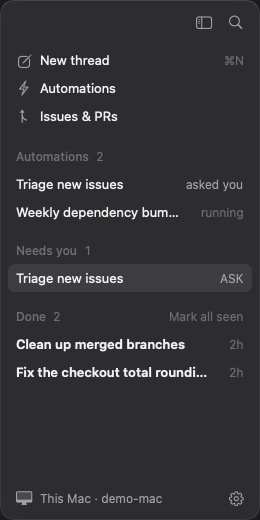 New thread ⌘N
Automations
Issues & PRs
Automations 2
Triage new issues asked you
Weekly dependency bum... running
Needs you 1
Triage new issues ASK
Done 2 Mark all seen
Clean up merged branches 2h
Fix the checkout total roundi... 2h
This Mac · demo-mac